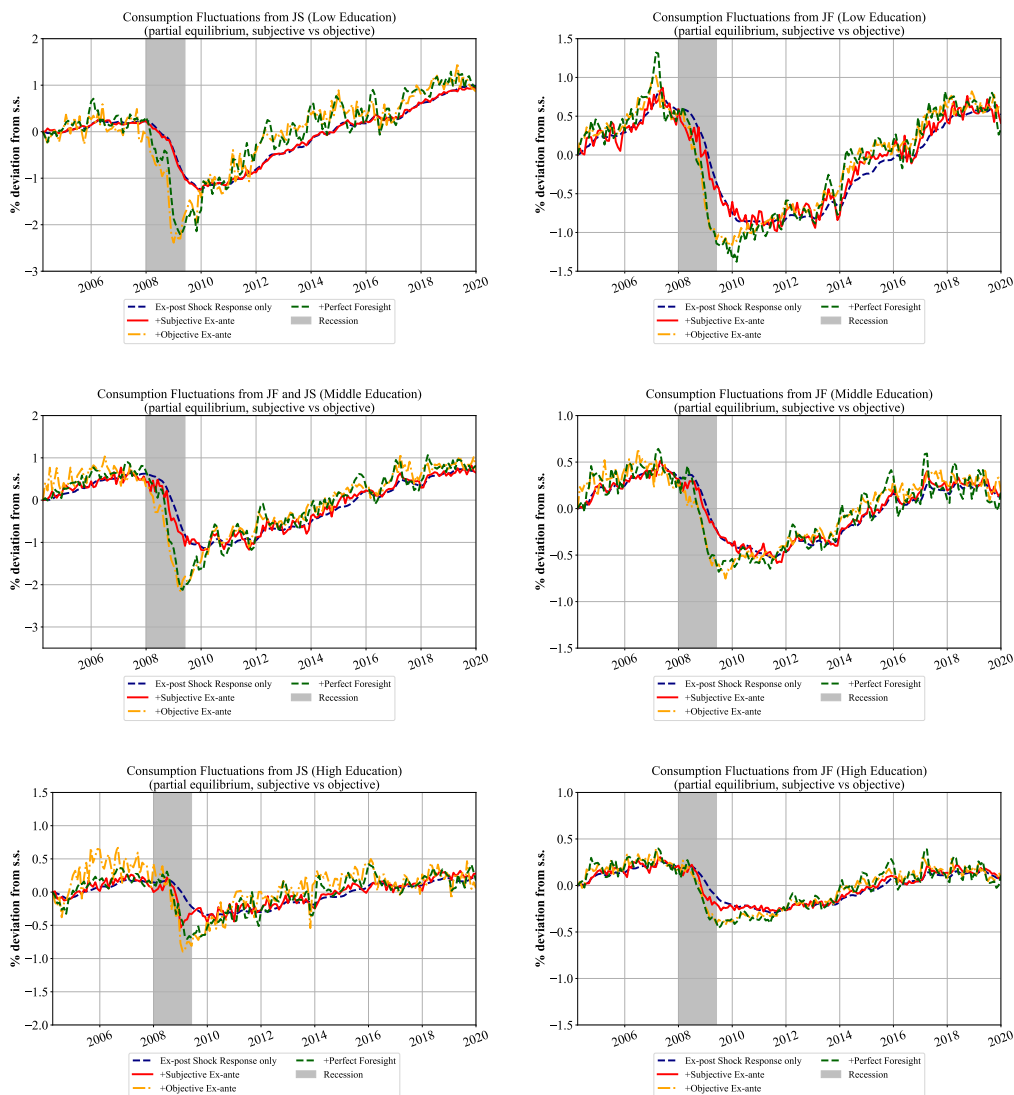 Consumption Fluctuations from JS (Low Education)
(partial equilibrium, subjective vs objective)
% deviation from s.s.
2
1
0
−1
−2
−3
2006 2008 2010 2012 2014 2016 2018 2020
Ex-post Shock Response only
+Subjective Ex-ante
+Objective Ex-ante
+Perfect Foresight
Recession
Consumption Fluctuations from JF (Low Education)
(partial equilibrium, subjective vs objective)
% deviation from s.s.
1.5
1.0
0.5
0.0
−0.5
−1.0
−1.5
2006 2008 2010 2012 2014 2016 2018 2020
Ex-post Shock Response only
+Subjective Ex-ante
+Objective Ex-ante
+Perfect Foresight
Recession
Consumption Fluctuations from JF and JS (Middle Education)
(partial equilibrium, subjective vs objective)
% deviation from s.s.
2
1
0
−1
−2
−3
2006 2008 2010 2012 2014 2016 2018 2020
Ex-post Shock Response only
+Subjective Ex-ante
+Objective Ex-ante
+Perfect Foresight
Recession
Consumption Fluctuations from JF (Middle Education)
(partial equilibrium, subjective vs objective)
% deviation from s.s.
1.0
0.5
0.0
−0.5
−1.0
−1.5
2006 2008 2010 2012 2014 2016 2018 2020
Ex-post Shock Response only
+Subjective Ex-ante
+Objective Ex-ante
+Perfect Foresight
Recession
Consumption Fluctuations from JS (High Education)
(partial equilibrium, subjective vs objective)
% deviation from s.s.
1.5
1.0
0.5
0.0
−0.5
−1.0
−1.5
−2.0
2006 2008 2010 2012 2014 2016 2018 2020
Ex-post Shock Response only
+Subjective Ex-ante
+Objective Ex-ante
+Perfect Foresight
Recession
Consumption Fluctuations from JF (High Education)
(partial equilibrium, subjective vs objective)
% deviation from s.s.
1.0
0.5
0.0
−0.5
−1.0
−1.5
2006 2008 2010 2012 2014 2016 2018 2020
Ex-post Shock Response only
+Subjective Ex-ante
+Objective Ex-ante
+Perfect Foresight
Recession